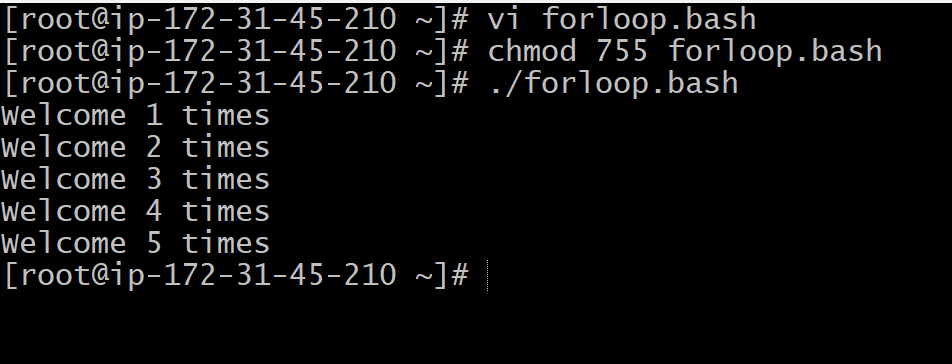 [root@ip-172-31-45-210 ~]# vi forloop.bash
[root@ip-172-31-45-210 ~]# chmod 755 forloop.bash
[root@ip-172-31-45-210 ~]# ./forloop.bash
Welcome 1 times
Welcome 2 times
Welcome 3 times
Welcome 4 times
Welcome 5 times
[root@ip-172-31-45-210 ~]#